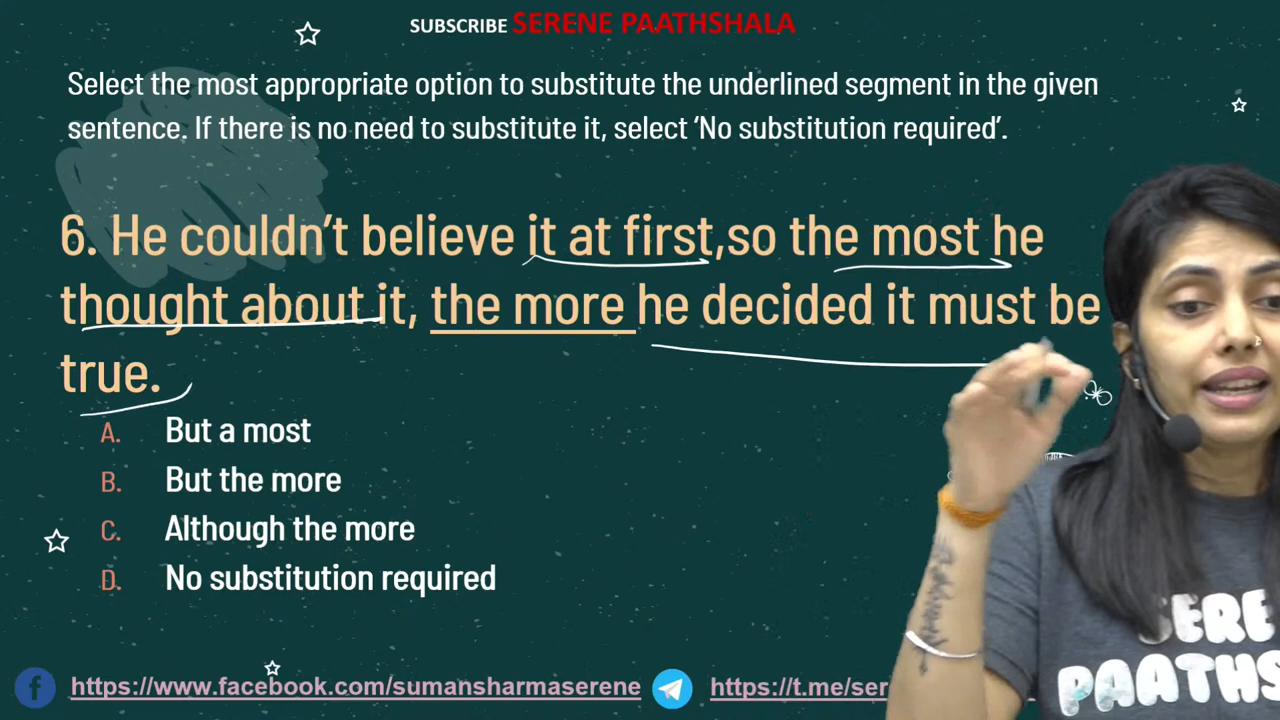 SUBSCRIBE SERENE PAATHSHALA
Select the most appropriate option to substitute the underlined segment in the given
sentence. If there is no need to substitute it, select ‘No substitution required’.
6. He couldn’t believe it at first,so the most he
thought about it, the more he decided it must be
true.
A. But a most
B. But the more
C. Although the more
D. No substitution required
SERE
PAATHS
https://www.facebook.com/sumansharmaserene
https://t.me/ser